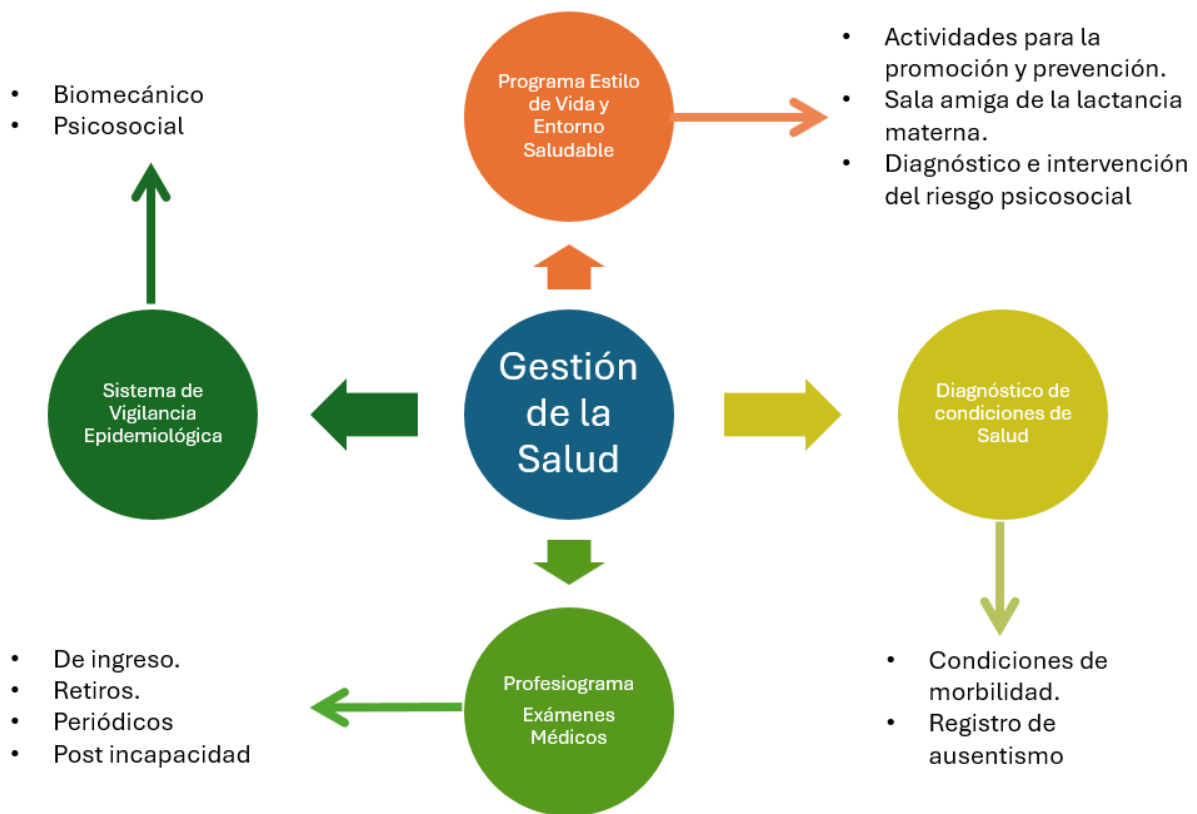 • Biomecánico
• Psicosocial
Programa Estilo
de Vida y
Entorno
Saludable
• Actividades para la
promoción y prevención.
• Sala amiga de la lactancia
materna.
• Diagnóstico e intervención
del riesgo psicosocial
Sistema de
Vigilancia
Epidemiológica
Gestión
de la
Salud
Diagnóstico de
condiciones de
Salud
• De ingreso.
• Retiros.
• Periódicos
• Post incapacidad
Profesiograma
Exámenes
Médicos
• Condiciones de
morbilidad.
• Registro de
ausentismo